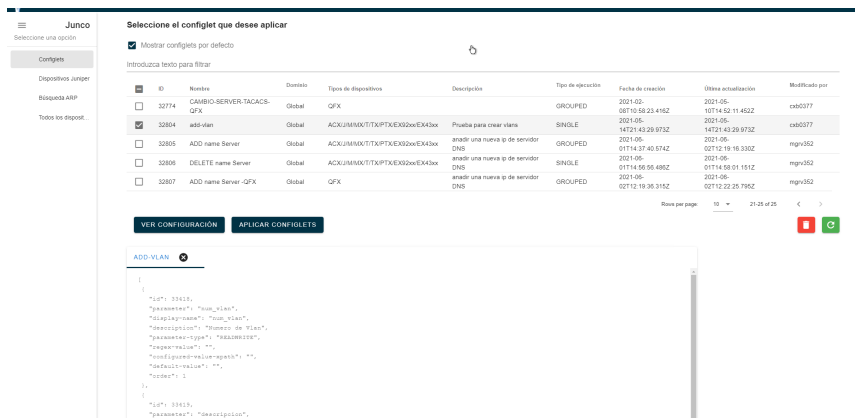 Junco
Seleccione una opción
Configlets
Dispositivos Juniper
Búsqueda ARP
Todos los disposit...
Seleccione el configlet que desee aplicar
Mostrar configlets por defecto
Introduzca texto para filtrar
ID Nombre Dominio Tipos de dispositivos Descripción Tipo de ejecución Fecha de creación Última actualización Modificado por
32774 CAMBIO-SERVER-TACACS-QFX Global QFX GROUPED 2021-02-08T10:58:23.416Z 2021-05-10T14:52:11.452Z cxb0377
32804 add-vlan Global ACX/J/M/MX/T/TX/PTX/EX92xx/EX43xx Prueba para crear vlans SINGLE 2021-05-14T21:43:29.973Z 2021-05-14T21:43:29.973Z cxb0377
32805 ADD name Server Global ACX/J/M/MX/T/TX/PTX/EX92xx/EX43xx anadir una nueva ip de servidor DNS GROUPED 2021-06-01T14:37:40.574Z 2021-06-02T12:19:16.330Z mgrv352
32806 DELETE name Server Global ACX/J/M/MX/T/TX/PTX/EX92xx/EX43xx anadir una nueva ip de servidor DNS SINGLE 2021-06-01T14:56:56.486Z 2021-06-01T14:58:01.151Z mgrv352
32807 ADD name Server -QFX Global QFX anadir una nueva ip de servidor DNS GROUPED 2021-06-02T12:19:36.315Z 2021-06-02T12:22:25.795Z mgrv352
Rows per page: 10 21-25 of 25
VER CONFIGURACIÓN APLICAR CONFIGLETS
ADD-VLAN
[
{
"id": 33418,
"parameter": "num_vlan",
"display-name": "num_vlan",
"description": "Numero de Vlan",
"parameter-type": "READWRITE",
"regex-value": "",
"configured-value-xpath": "",
"default-value": "",
"order": 1
},
{
"id": 33419,
"parameter": "descripcion",